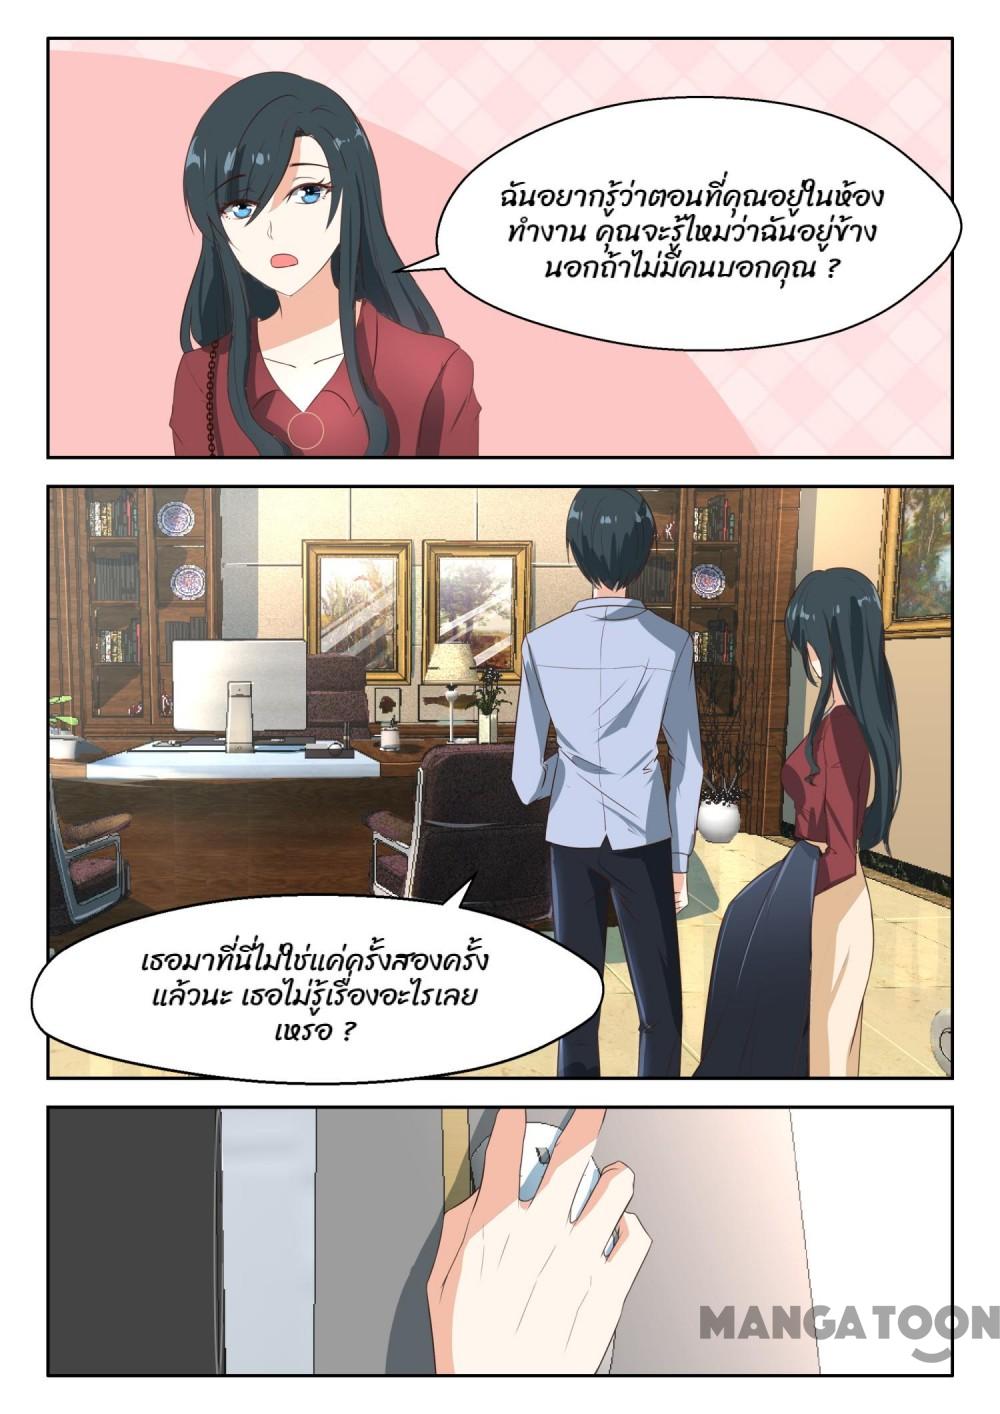 ฉันอยากรู้ว่าตอนที่คุณอยู่ในห้อง
ทำงาน คุณจะรู้ไหมว่าฉันอยู่ข้าง
นอกถ้าไม่มีคนบอกคุณ ?
เธอมาที่นี่ไม่ใช่แค่ครั้งสองครั้ง
แล้วนะ เธอไม่รู้เรื่องอะไรเลย
เหรอ ?
MANGATOON